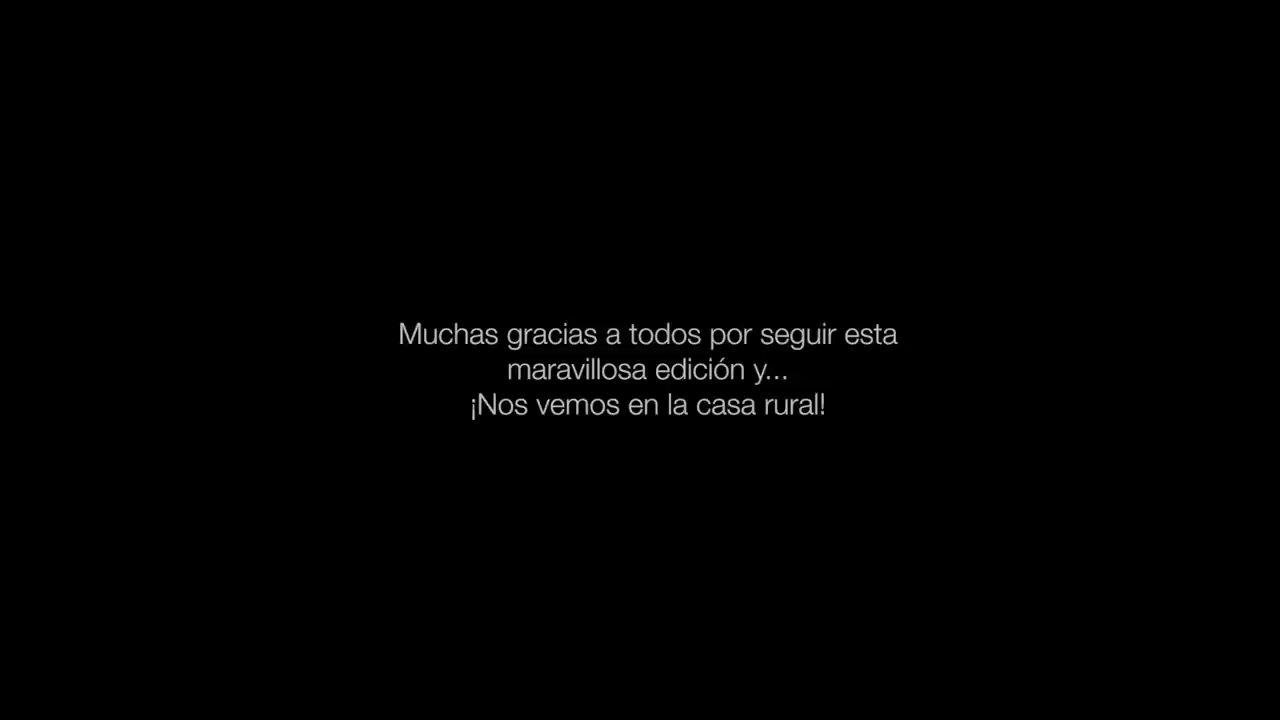 Muchas gracias a todos por seguir esta
maravillosa edición y...
¡Nos vemos en la casa rural!